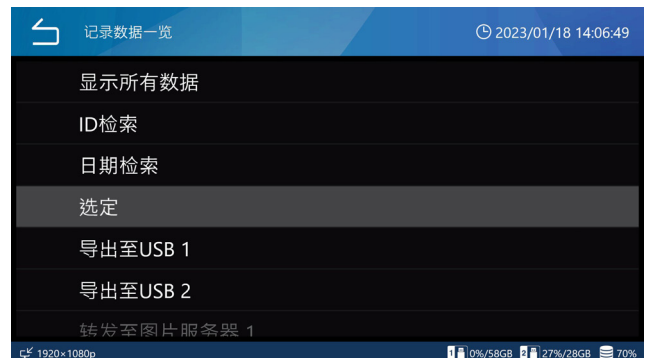 记录数据一览
2023/01/18 14:06:49
显示所有数据
ID检索
日期检索
选定
导出至USB 1
导出至USB 2
转发至图片服务器 1
1920×1080p
1 0%/58GB 2 27%/28GB 70%